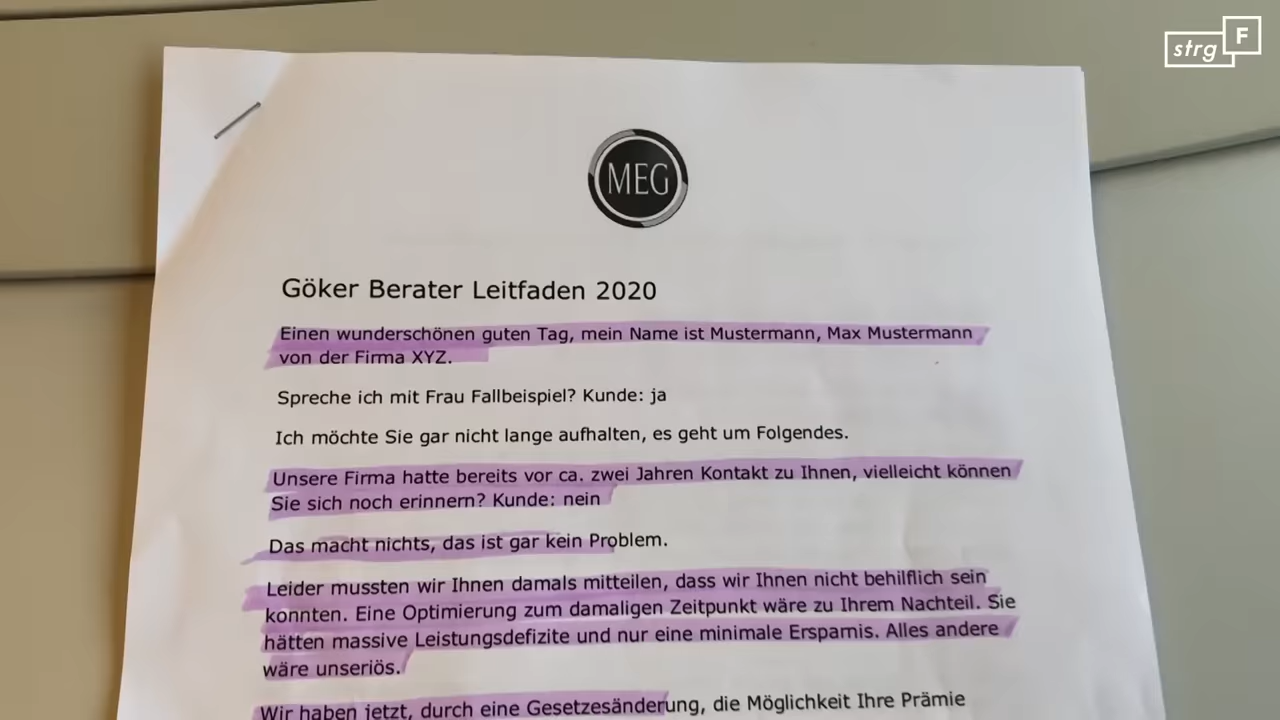 strg F
MEG
Göker Berater Leitfaden 2020
Einen wunderschönen guten Tag, mein Name ist Mustermann, Max Mustermann
von der Firma XYZ.
Spreche ich mit Frau Fallbeispiel? Kunde: ja
Ich möchte Sie gar nicht lange aufhalten, es geht um Folgendes.
Unsere Firma hatte bereits vor ca. zwei Jahren Kontakt zu Ihnen, vielleicht können
Sie sich noch erinnern? Kunde: nein
Das macht nichts, das ist gar kein Problem.
Leider mussten wir Ihnen damals mitteilen, dass wir Ihnen nicht behilflich sein
konnten. Eine Optimierung zum damaligen Zeitpunkt wäre zu Ihrem Nachteil. Sie
hätten massive Leistungsdefizite und nur eine minimale Ersparnis. Alles andere
wäre unseriös.
Wir haben jetzt, durch eine Gesetzesänderung, die Möglichkeit Ihre Prämie